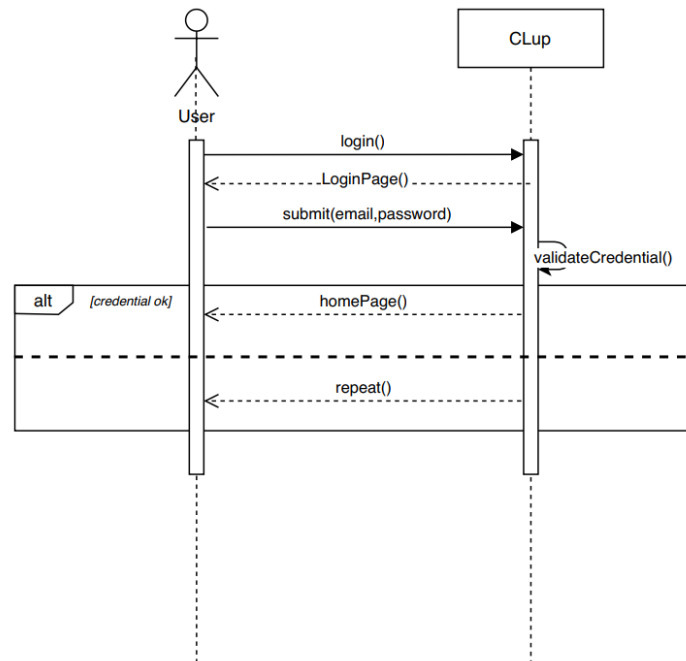 CLup
User
login()
LoginPage()
submit(email,password)
validateCredential()
alt
[credential ok]
homePage()
repeat()